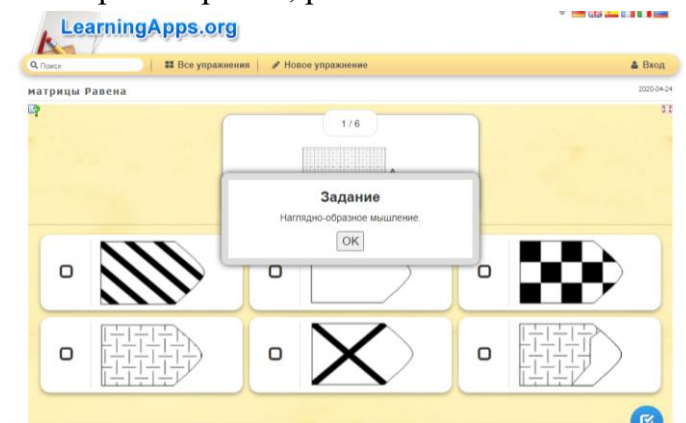 LearningApps.org
Поиск
Все упражнения
Новое упражнение
Вход
матрицы Равена
2020-04-24
1 / 6
A
Задание
Наглядно-образное мышление.
OK